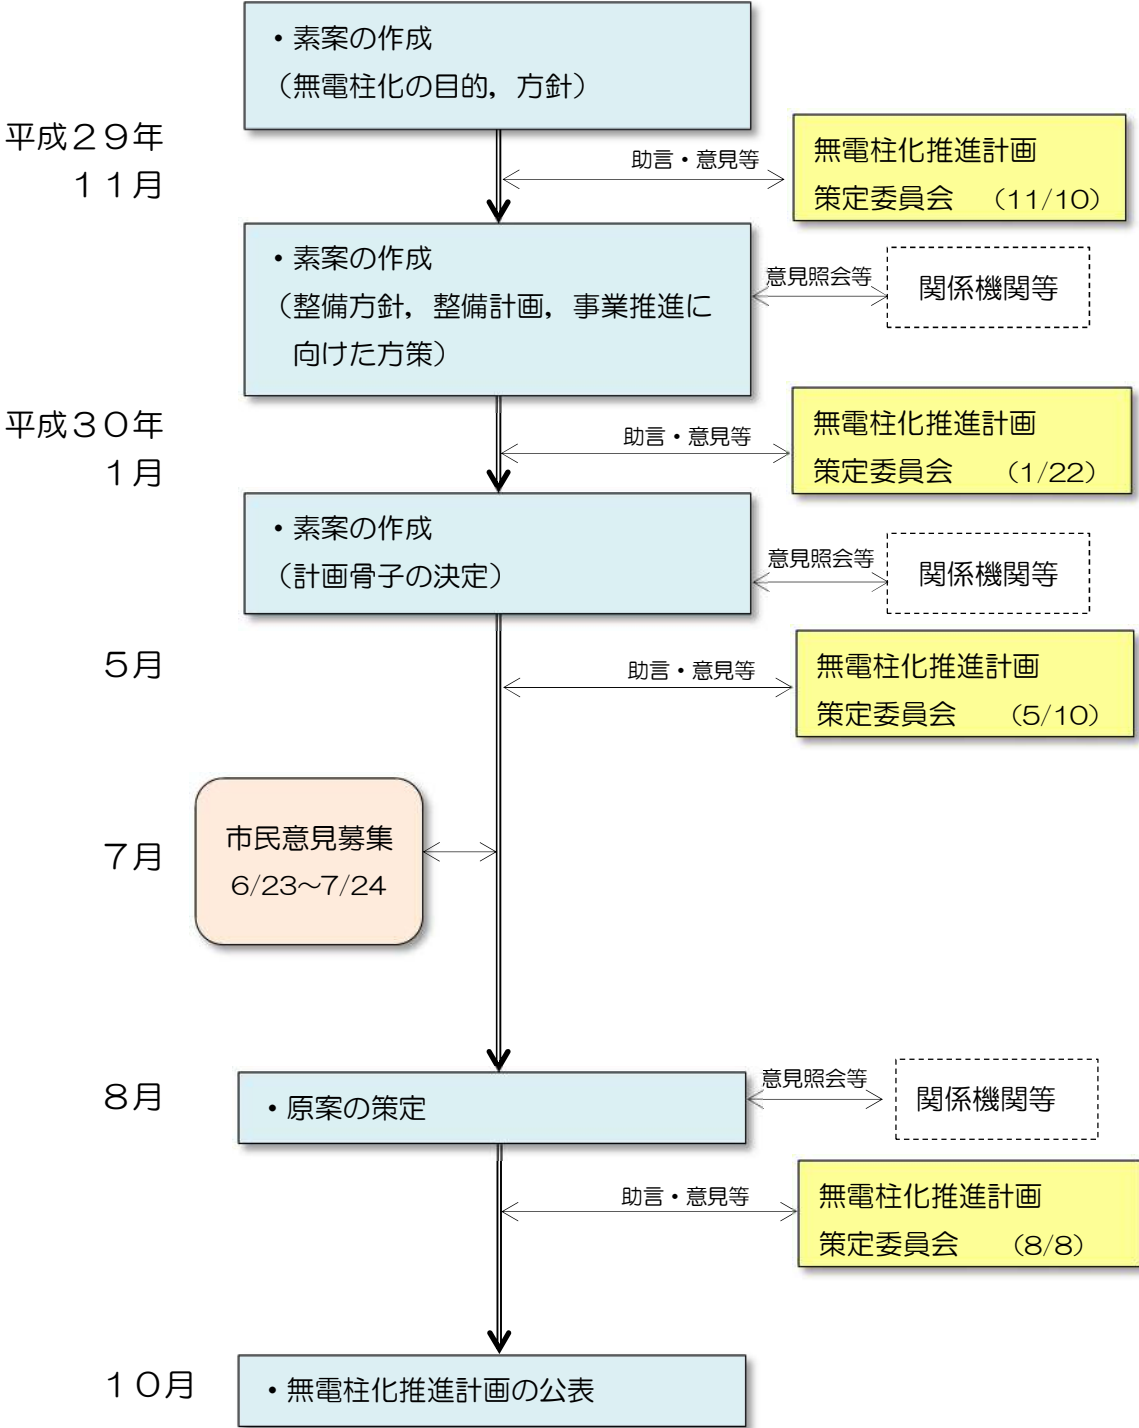 ・素案の作成
（無電柱化の目的，方針）
平成２９年
１１月
助言・意見等
無電柱化推進計画
策定委員会　（11/10）
・素案の作成
（整備方針，整備計画，事業推進に
向けた方策）
意見照会等
関係機関等
平成３０年
１月
助言・意見等
無電柱化推進計画
策定委員会　（1/22）
・素案の作成
（計画骨子の決定）
意見照会等
関係機関等
５月
助言・意見等
無電柱化推進計画
策定委員会　（5/10）
７月
市民意見募集
6/23～7/24
８月
・原案の策定
意見照会等
関係機関等
助言・意見等
無電柱化推進計画
策定委員会　（8/8）
１０月
・無電柱化推進計画の公表